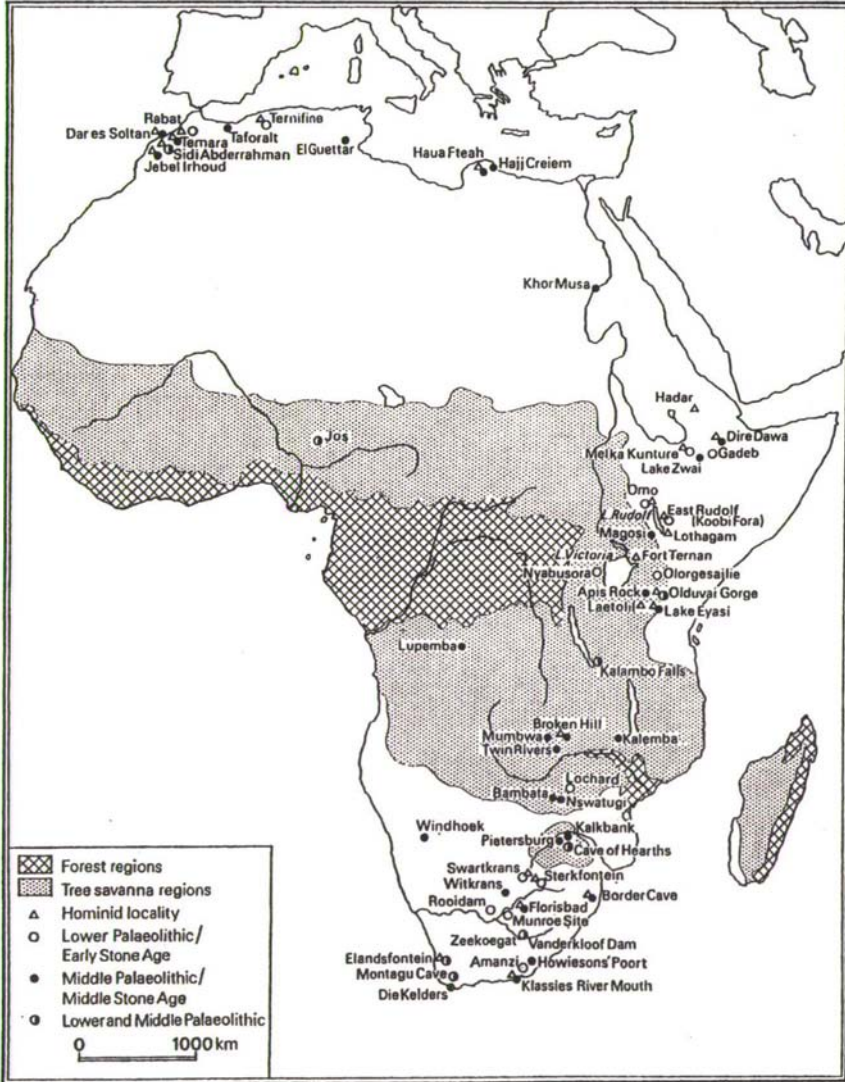 Rabat
Ternifine
Dar es Soltan
Temara
Taforalt
El Guettar
Sidi Abderrahman
Jebel Irhoud
Haua Fteah
Hajj Creiem
Khor Musa
Hadar
Jos
Dire Dawa
Melka Kunture
Gadeb
Lake Zwai
Omo
L. Rudolf
East Rudolf
(Koobi Fora)
Magosi
Lothagam
L. Victoria
Fort Ternan
Nyabusora
Olorgesajlie
Apis Rock
Olduvai Gorge
Laetolil
Lake Eyasi
Lupemba
Kalambo Falls
Broken Hill
Mumbwa
Kalemba
Twin Rivers
Lochard
Bambata
Nswatugi
Windhoek
Kalkbank
Pietersburg
Cave of Hearths
Swartkrans
Sterkfontein
Witkrans
Border Cave
Rooidam
Florisbad
Munroe Site
Zeekoegat
Vanderkloof Dam
Elandsfontein
Amanzi
Howiesons' Poort
Montagu Cave
Klassies River Mouth
Die Kelders
Forest regions
Tree savanna regions
Hominid locality
Lower Palaeolithic/
Early Stone Age
Middle Palaeolithic/
Middle Stone Age
Lower and Middle Palaeolithic
0 1000 km